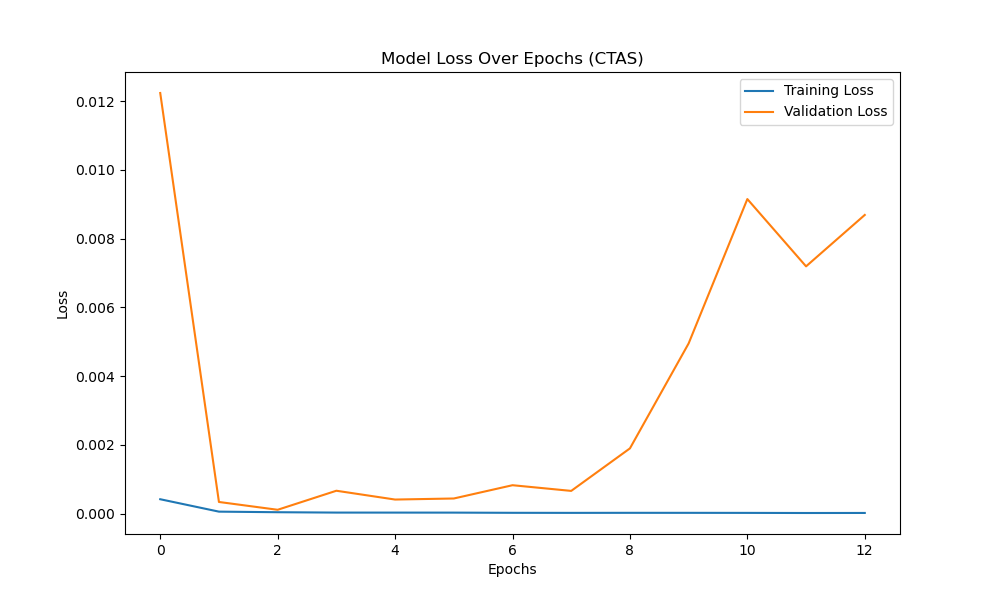 Model Loss Over Epochs (CTAS)
Training Loss
Validation Loss
0.012
0.010
0.008
0.006
0.004
0.002
0.000
Loss
0 2 4 6 8 10 12
Epochs